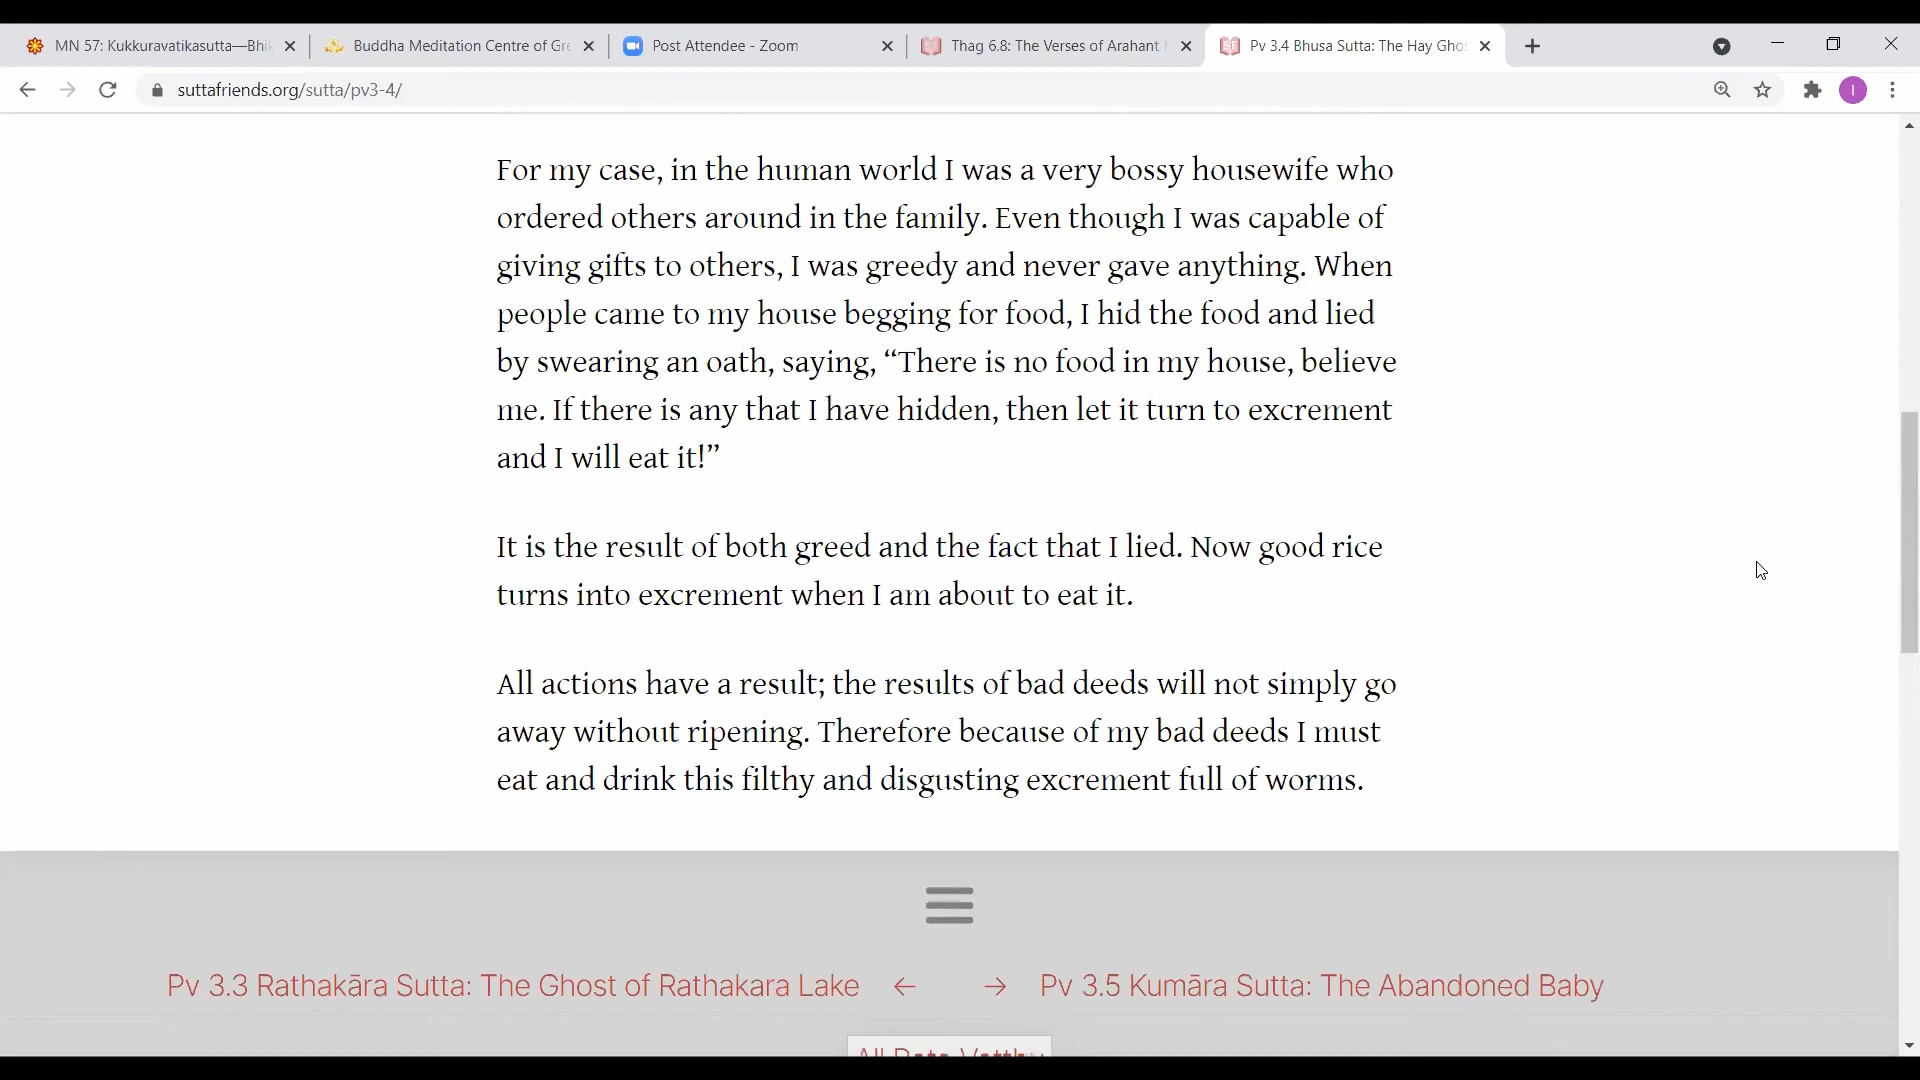 MN 57: Kukkuravatikasutta—Bhik
Buddha Meditation Centre of Gre
Post Attendee - Zoom
Thag 6.8: The Verses of Arahant
Pv 3.4 Bhusa Sutta: The Hay Gho
suttafriends.org/sutta/pv3-4/
I
For my case, in the human world I was a very bossy housewife who
ordered others around in the family. Even though I was capable of
giving gifts to others, I was greedy and never gave anything. When
people came to my house begging for food, I hid the food and lied
by swearing an oath, saying, “There is no food in my house, believe
me. If there is any that I have hidden, then let it turn to excrement
and I will eat it!”
It is the result of both greed and the fact that I lied. Now good rice
turns into excrement when I am about to eat it.
All actions have a result; the results of bad deeds will not simply go
away without ripening. Therefore because of my bad deeds I must
eat and drink this filthy and disgusting excrement full of worms.
Pv 3.3 Rathakāra Sutta: The Ghost of Rathakara Lake ← → Pv 3.5 Kumāra Sutta: The Abandoned Baby